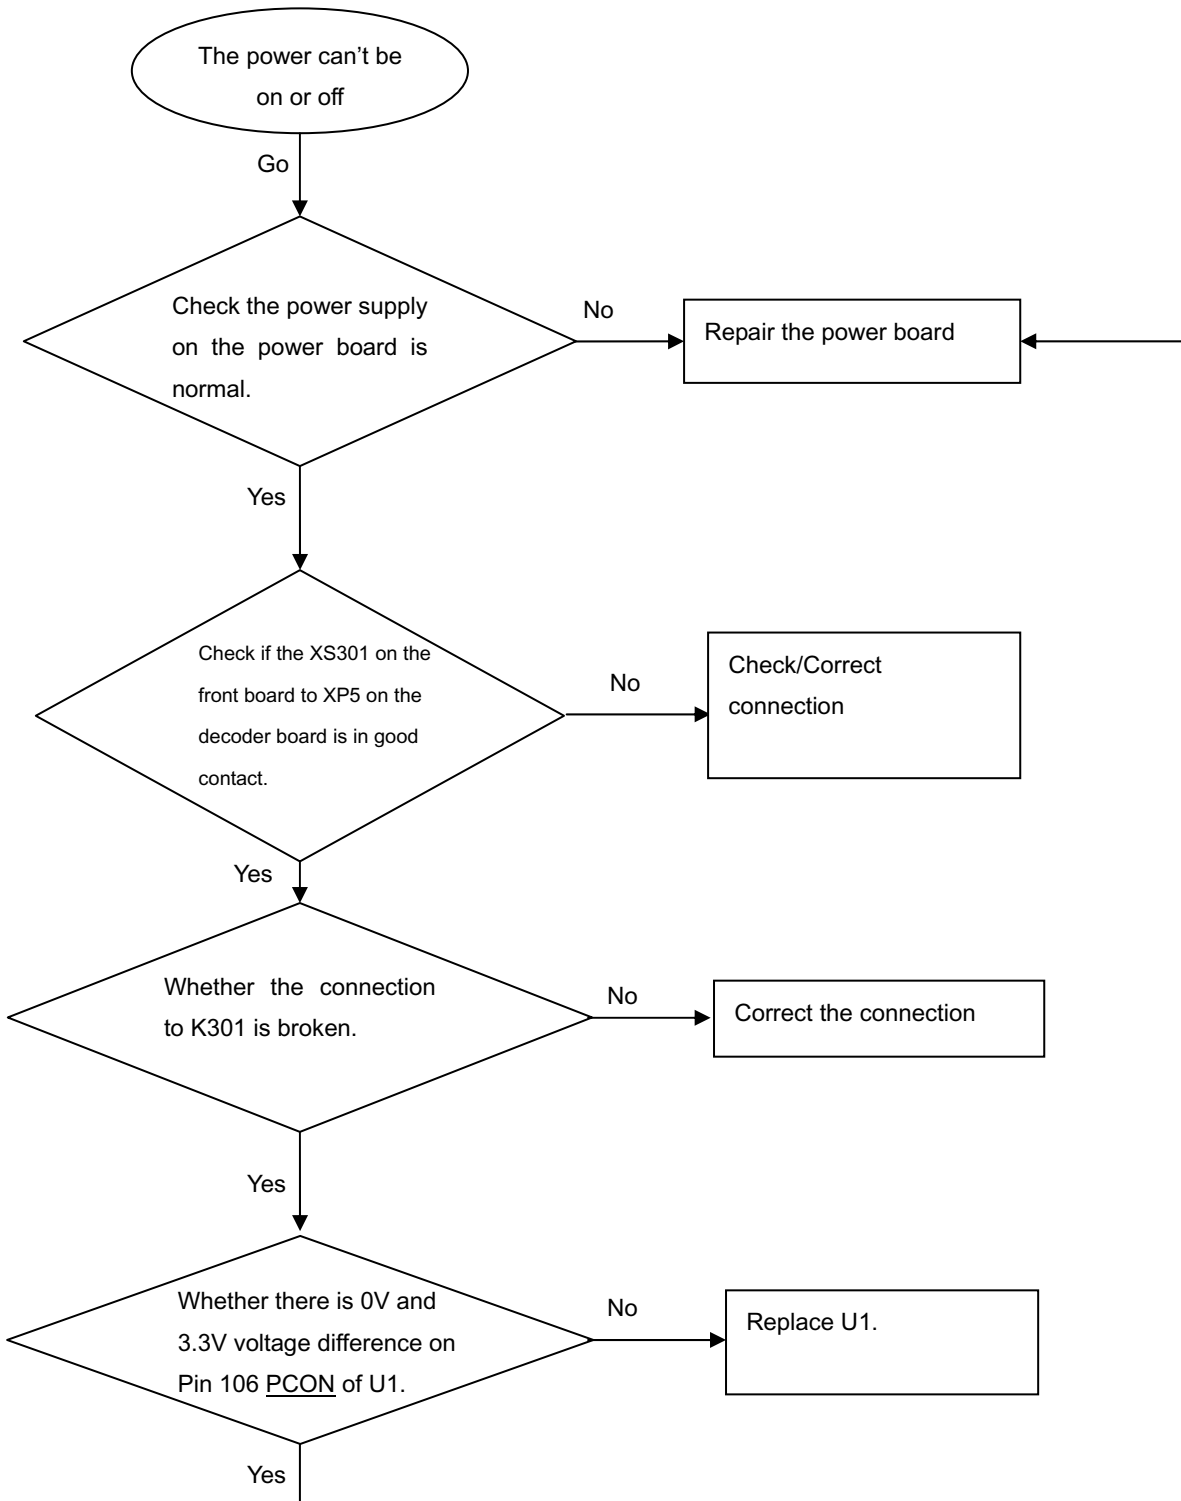 The power can't be
on or off
Go
Check the power supply
on the power board is
normal.
No
Repair the power board
Yes
Check if the XS301 on the
front board to XP5 on the
decoder board is in good
contact.
No
Check/Correct
connection
Yes
Whether the connection
to K301 is broken.
No
Correct the connection
Yes
Whether there is 0V and
3.3V voltage difference on
Pin 106 PCON of U1.
No
Replace U1.
Yes